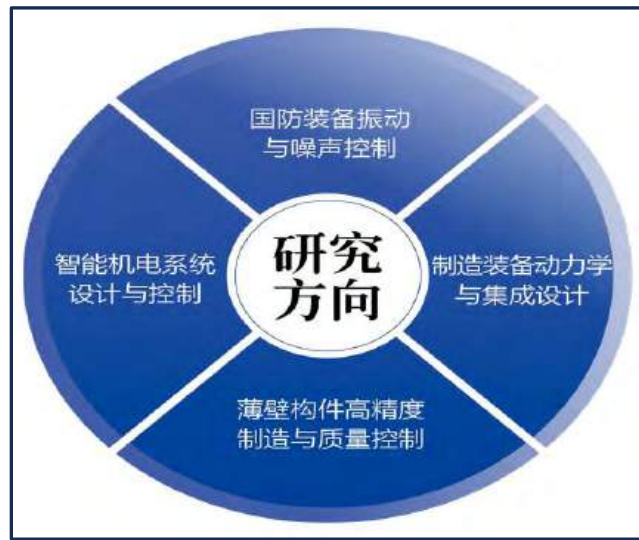 国防装备振动
与噪声控制
智能机电系统
设计与控制
研究
方向
制造装备动力学
与集成设计
薄壁构件高精度
制造与质量控制